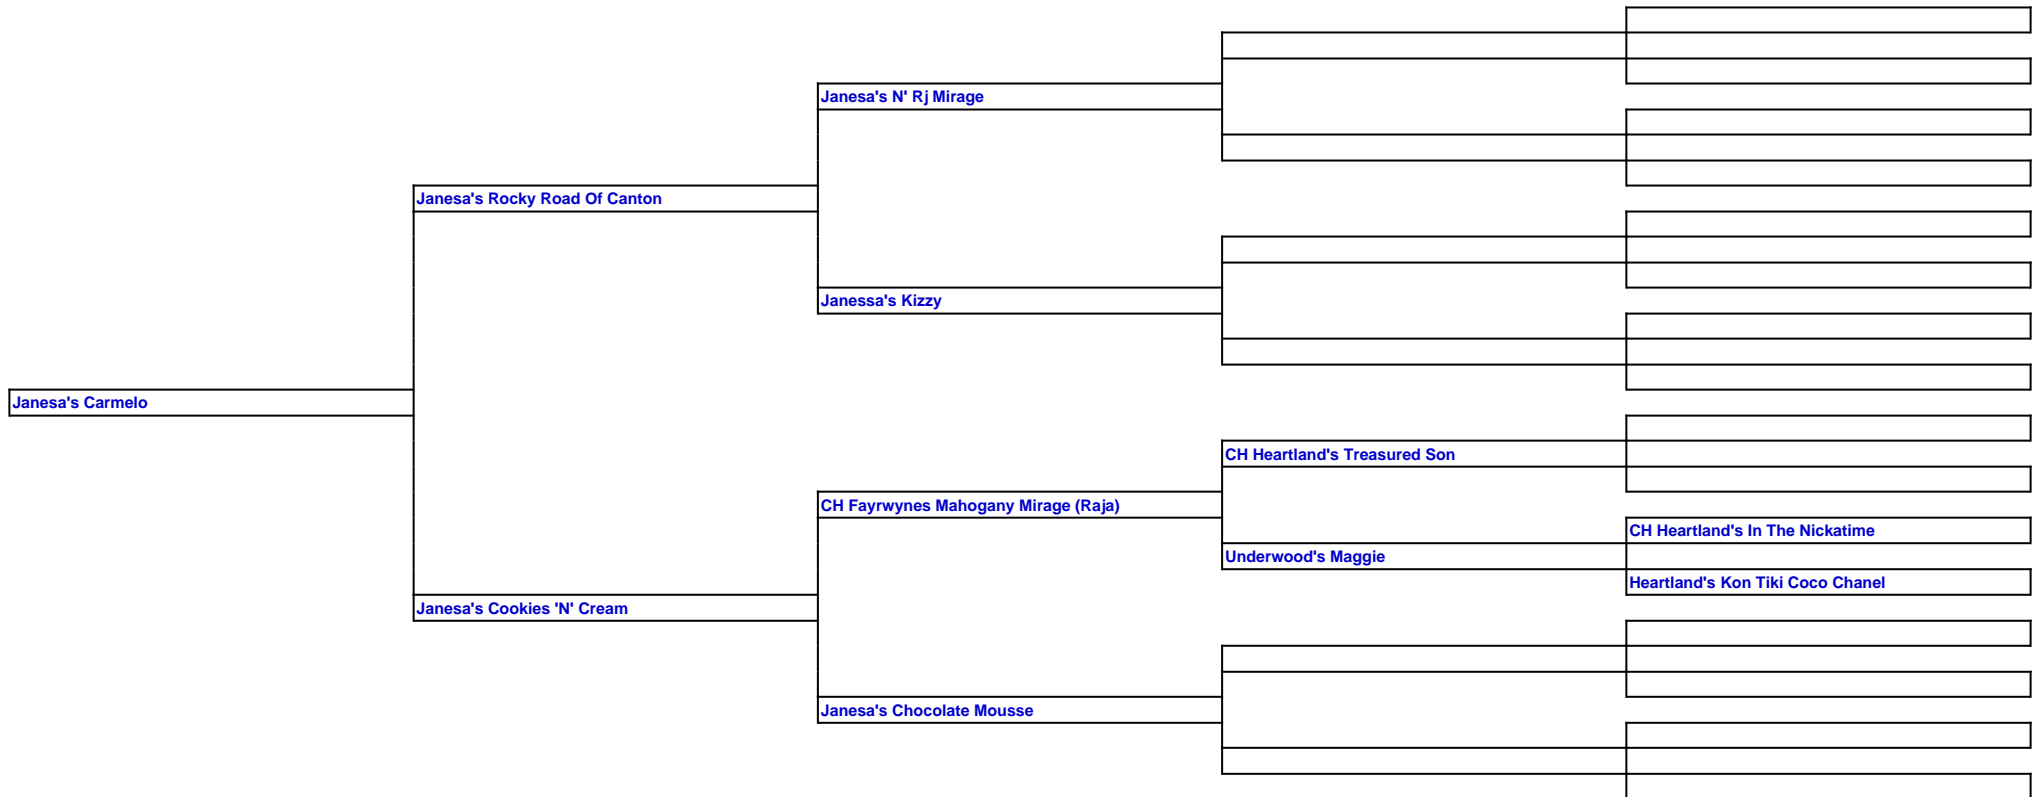 Janesa's N' Rj Mirage
Janesa's Rocky Road Of Canton
Janessa's Kizzy
Janesa's Carmelo
CH Heartland's Treasured Son
CH Fayrwynes Mahogany Mirage (Raja)
CH Heartland's In The Nickatime
Underwood's Maggie
Heartland's Kon Tiki Coco Chanel
Janesa's Cookies 'N' Cream
Janesa's Chocolate Mousse